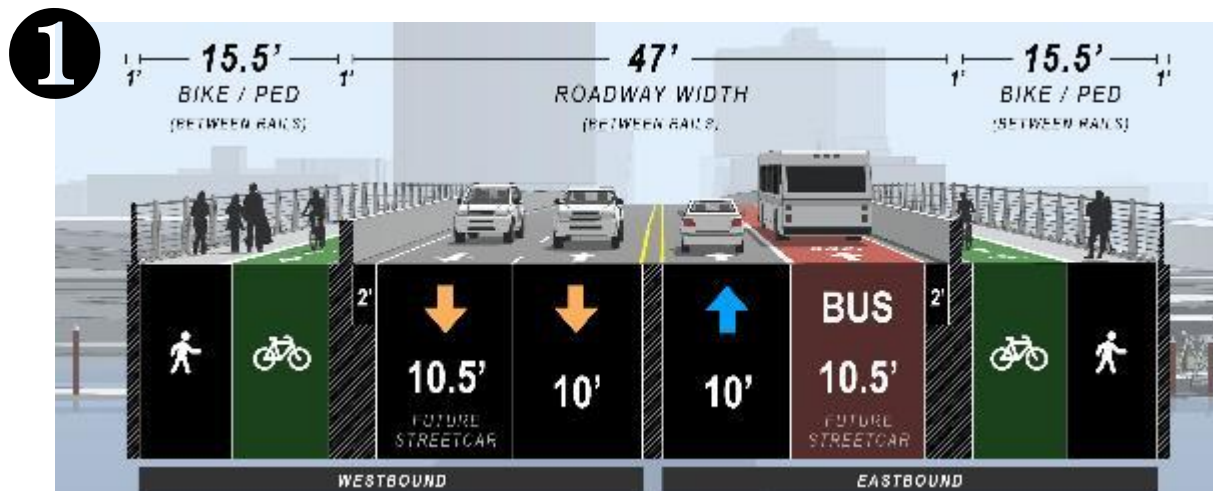 1
15.5’ 47’ 15.5’
1’ 1’ 1’ 1’
BIKE / PED ROADWAY WIDTH BIKE / PED
(BETWEEN RAILS) (BETWEEN RAILS) (BETWEEN RAILS)
2’ BUS 2’
10.5’ 10’ 10’ 10.5’
FUTURE FUTURE
STREETCAR STREETCAR
WESTBOUND EASTBOUND